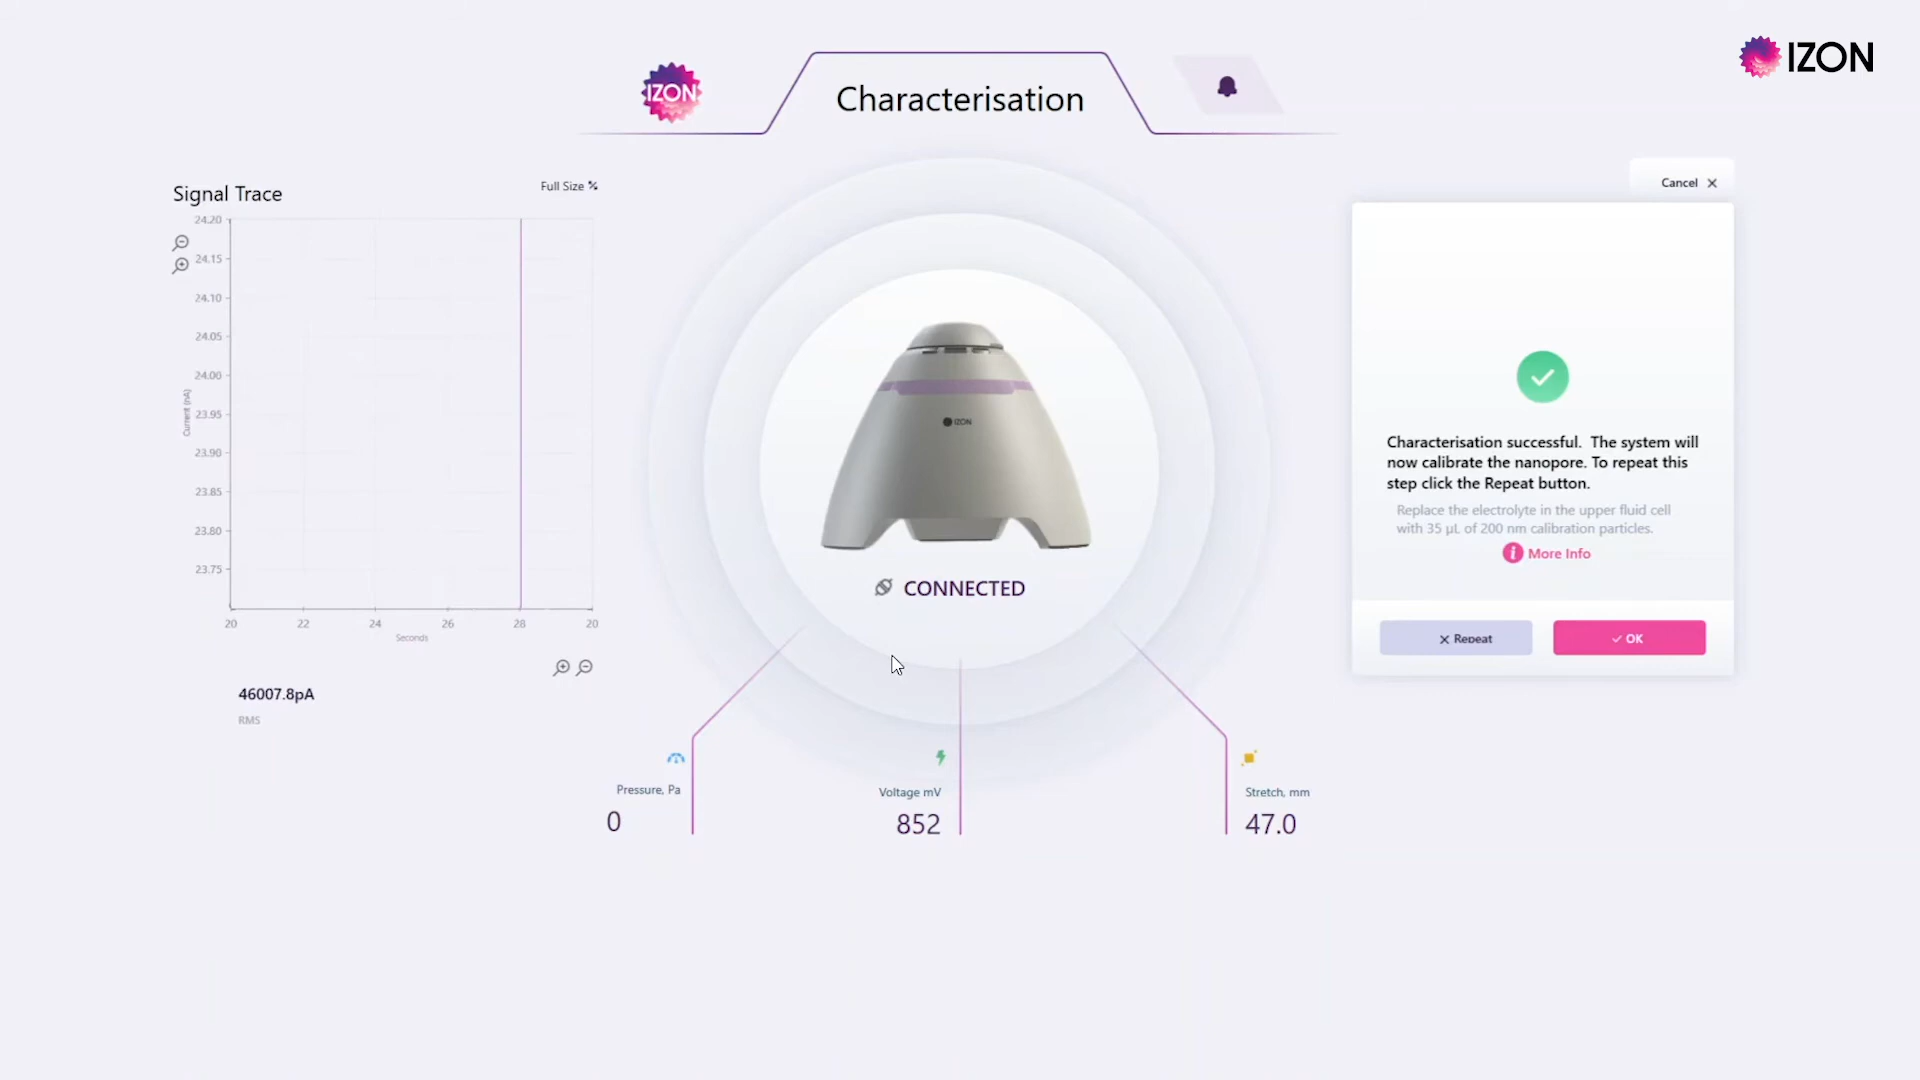 IZON
IZON
Characterisation
Signal Trace
Full Size
Cancel
24.20
24.15
24.10
24.05
24.00
23.95
23.90
23.85
23.80
23.75
Current (nA)
20 22 24 26 28 20
Seconds
46007.8pA
RMS
IZON
CONNECTED
Pressure, Pa
0
Voltage mV
852
Stretch, mm
47.0
Characterisation successful. The system will
now calibrate the nanopore. To repeat this
step click the Repeat button.
Replace the electrolyte in the upper fluid cell
with 35 µL of 200 nm calibration particles.
More Info
Repeat
OK